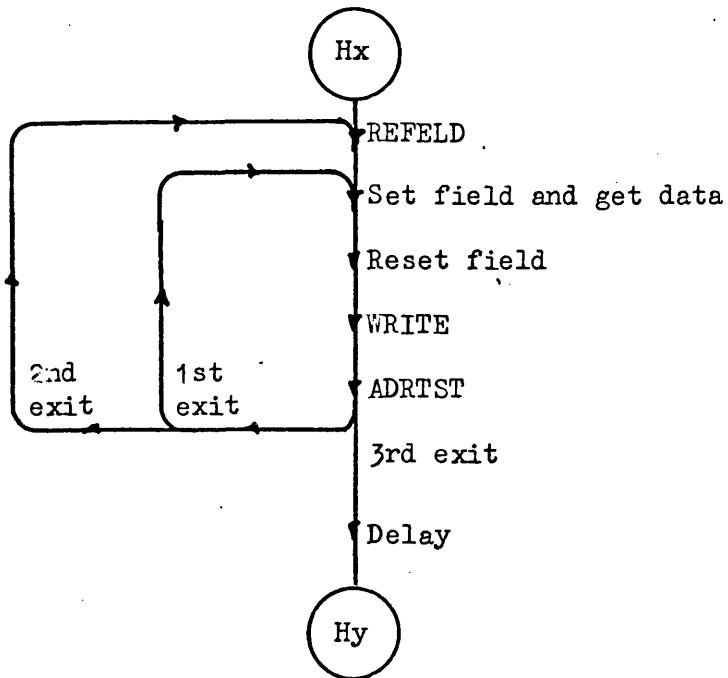 Hx
REFELD
Set field and get data
Reset field
WRITE
2nd
exit
1st
exit
ADRTST
3rd exit
Delay
Hy